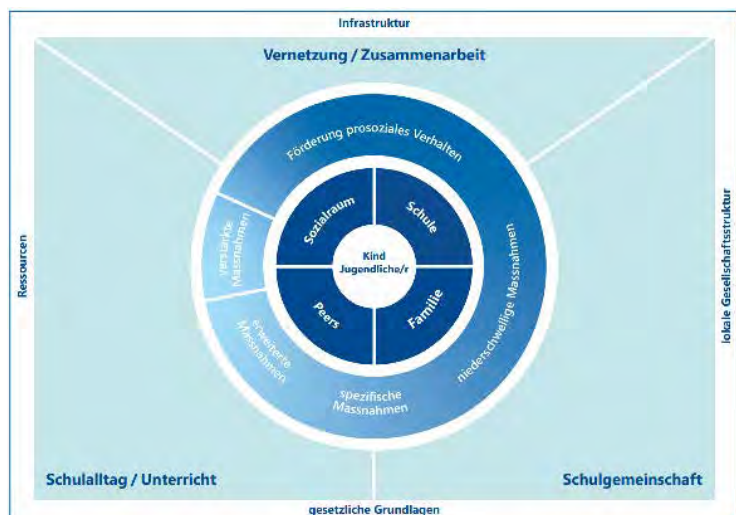 Infrastruktur
Vernetzung / Zusammenarbeit
Förderung prosoziales Verhalten
Sozialraum
Schule
verstärkte
Massnahmen
Kind
Jugendliche/r
Ressourcen
lokale Gesellschaftsstruktur
Peers
Familie
niederschwellige Massnahmen
erweiterte
Massnahmen
spezifische
Massnahmen
Schulalltag / Unterricht
Schulgemeinschaft
gesetzliche Grundlagen